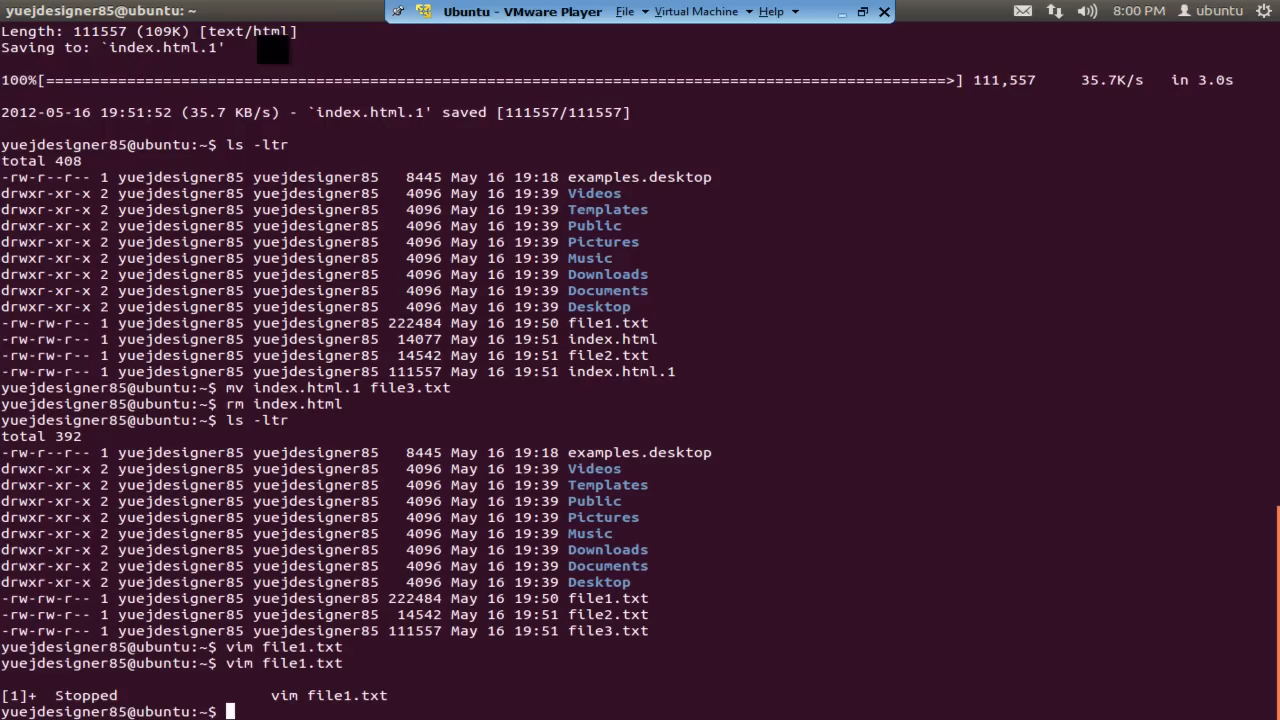 yuejdesigner85@ubuntu: ~ Ubuntu - VMware Player File Virtual Machine Help 8:00 PM ubuntu
Length: 111557 (109K) [text/html]
Saving to: `index.html.1'
100%[====================================================================================================>] 111,557 35.7K/s in 3.0s
2012-05-16 19:51:52 (35.7 KB/s) - `index.html.1' saved [111557/111557]
yuejdesigner85@ubuntu:~$ ls -ltr
total 408
-rw-r--r-- 1 yuejdesigner85 yuejdesigner85 8445 May 16 19:18 examples.desktop
drwxr-xr-x 2 yuejdesigner85 yuejdesigner85 4096 May 16 19:39 Videos
drwxr-xr-x 2 yuejdesigner85 yuejdesigner85 4096 May 16 19:39 Templates
drwxr-xr-x 2 yuejdesigner85 yuejdesigner85 4096 May 16 19:39 Public
drwxr-xr-x 2 yuejdesigner85 yuejdesigner85 4096 May 16 19:39 Pictures
drwxr-xr-x 2 yuejdesigner85 yuejdesigner85 4096 May 16 19:39 Music
drwxr-xr-x 2 yuejdesigner85 yuejdesigner85 4096 May 16 19:39 Downloads
drwxr-xr-x 2 yuejdesigner85 yuejdesigner85 4096 May 16 19:39 Documents
drwxr-xr-x 2 yuejdesigner85 yuejdesigner85 4096 May 16 19:39 Desktop
-rw-rw-r-- 1 yuejdesigner85 yuejdesigner85 222484 May 16 19:50 file1.txt
-rw-rw-r-- 1 yuejdesigner85 yuejdesigner85 14077 May 16 19:51 index.html
-rw-rw-r-- 1 yuejdesigner85 yuejdesigner85 14542 May 16 19:51 file2.txt
-rw-rw-r-- 1 yuejdesigner85 yuejdesigner85 111557 May 16 19:51 index.html.1
yuejdesigner85@ubuntu:~$ mv index.html.1 file3.txt
yuejdesigner85@ubuntu:~$ rm index.html
yuejdesigner85@ubuntu:~$ ls -ltr
total 392
-rw-r--r-- 1 yuejdesigner85 yuejdesigner85 8445 May 16 19:18 examples.desktop
drwxr-xr-x 2 yuejdesigner85 yuejdesigner85 4096 May 16 19:39 Videos
drwxr-xr-x 2 yuejdesigner85 yuejdesigner85 4096 May 16 19:39 Templates
drwxr-xr-x 2 yuejdesigner85 yuejdesigner85 4096 May 16 19:39 Public
drwxr-xr-x 2 yuejdesigner85 yuejdesigner85 4096 May 16 19:39 Pictures
drwxr-xr-x 2 yuejdesigner85 yuejdesigner85 4096 May 16 19:39 Music
drwxr-xr-x 2 yuejdesigner85 yuejdesigner85 4096 May 16 19:39 Downloads
drwxr-xr-x 2 yuejdesigner85 yuejdesigner85 4096 May 16 19:39 Documents
drwxr-xr-x 2 yuejdesigner85 yuejdesigner85 4096 May 16 19:39 Desktop
-rw-rw-r-- 1 yuejdesigner85 yuejdesigner85 222484 May 16 19:50 file1.txt
-rw-rw-r-- 1 yuejdesigner85 yuejdesigner85 14542 May 16 19:51 file2.txt
-rw-rw-r-- 1 yuejdesigner85 yuejdesigner85 111557 May 16 19:51 file3.txt
yuejdesigner85@ubuntu:~$ vim file1.txt
yuejdesigner85@ubuntu:~$ vim file1.txt
[1]+ Stopped vim file1.txt
yuejdesigner85@ubuntu:~$